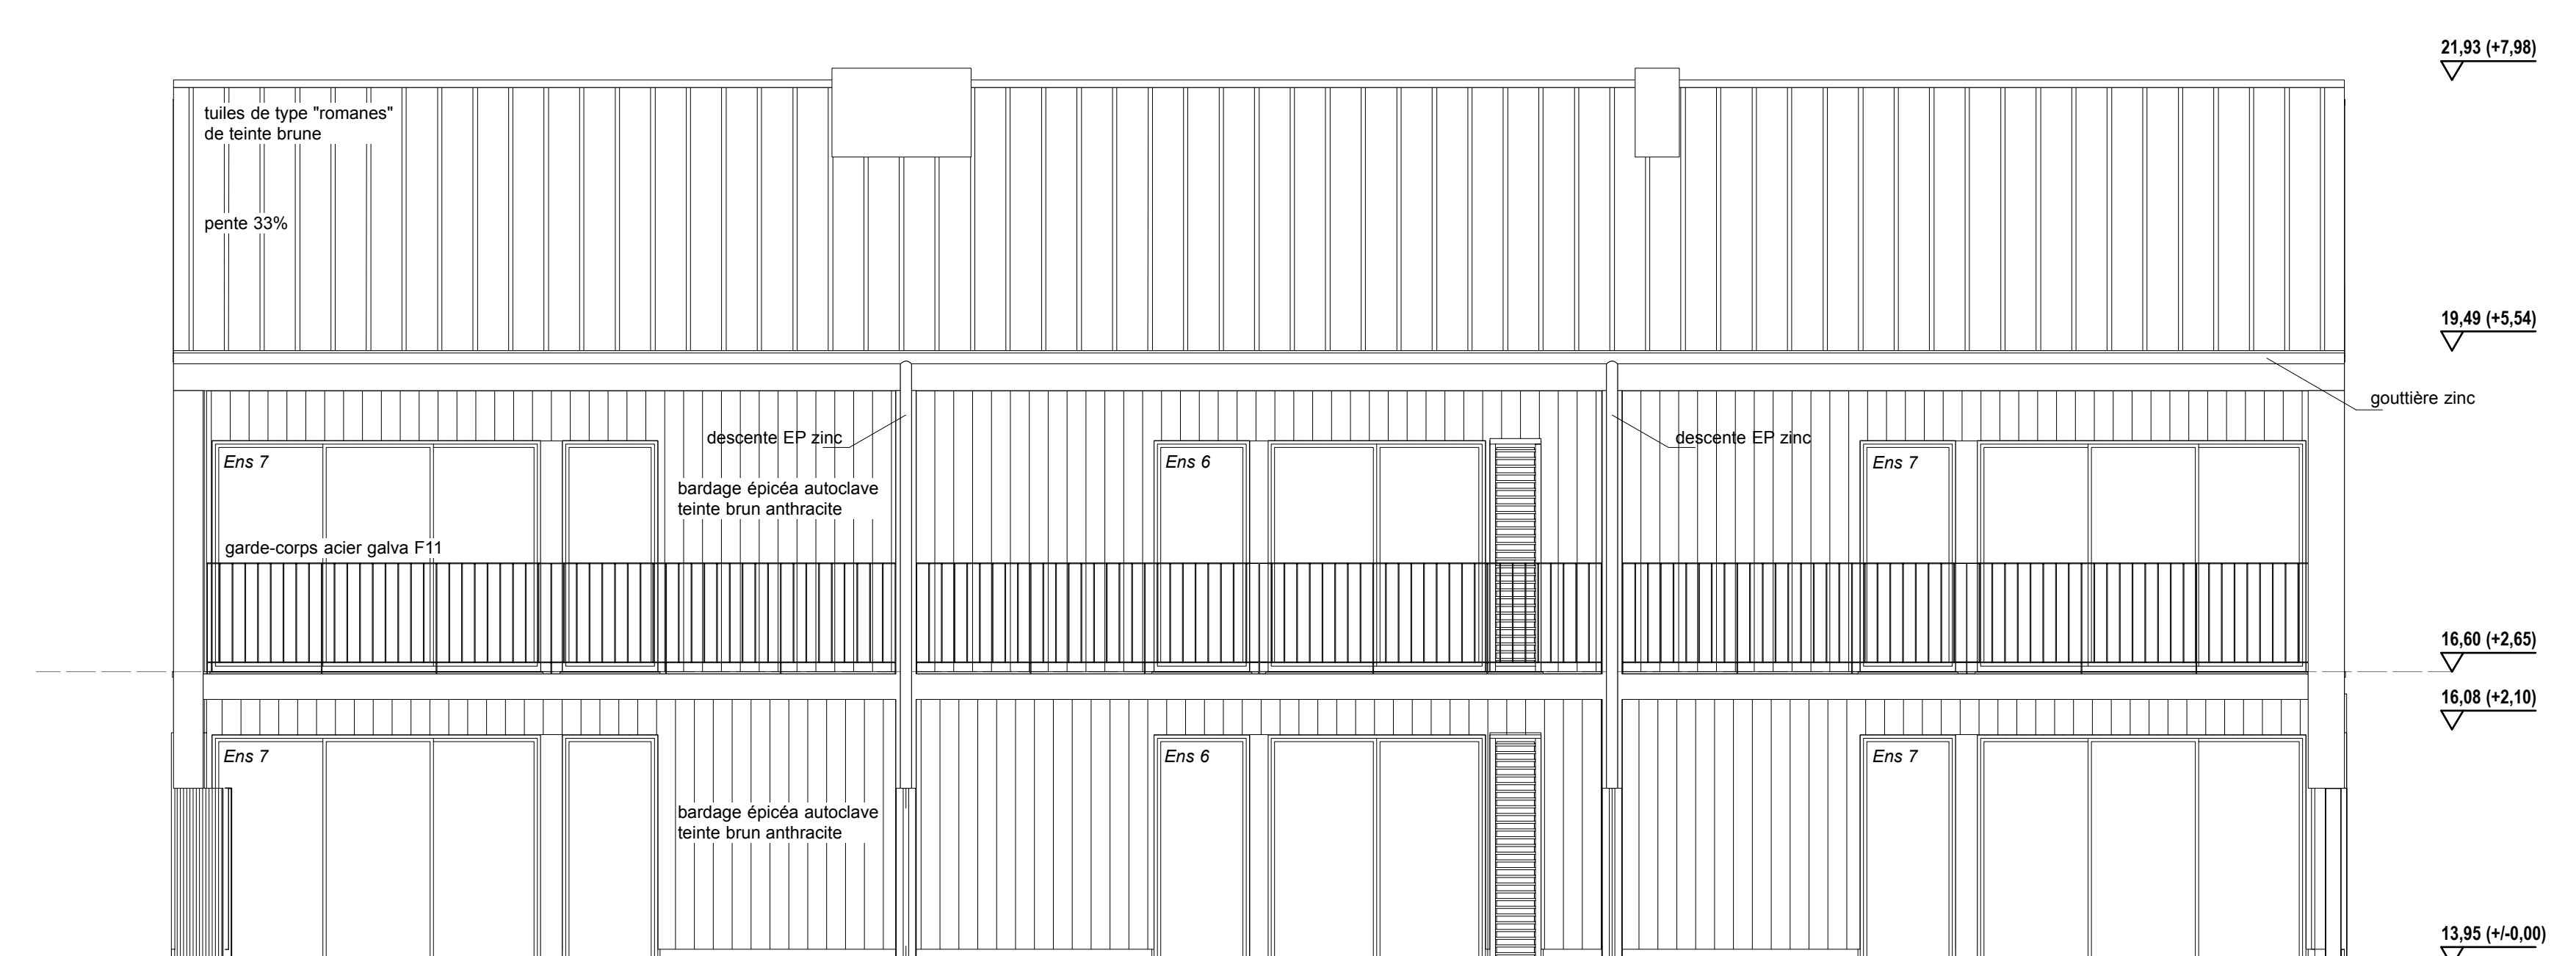 21,93 (+7,98)
tuiles de type "romanes"
de teinte brune
pente 33%
19,49 (+5,54)
gouttière zinc
descente EP zinc
descente EP zinc
Ens 7
Ens 6
Ens 7
bardage épicéa autoclave
teinte brun anthracite
garde-corps acier galva F11
16,60 (+2,65)
16,08 (+2,10)
Ens 7
Ens 6
Ens 7
bardage épicéa autoclave
teinte brun anthracite
13,95 (+/-0,00)